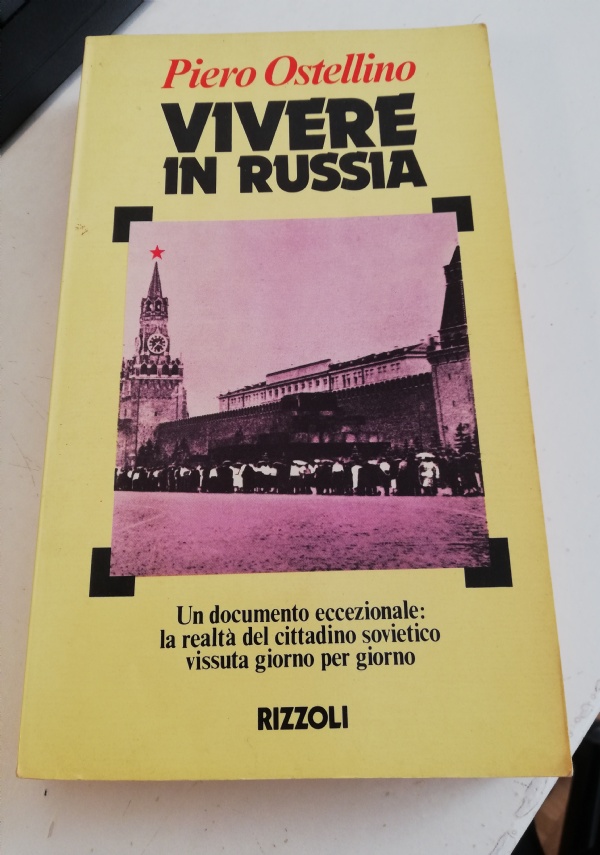 Piero Ostellino
VIVERE
IN RUSSIA
Un documento eccezionale:
la realtà del cittadino sovietico
vissuta giorno per giorno
RIZZOLI